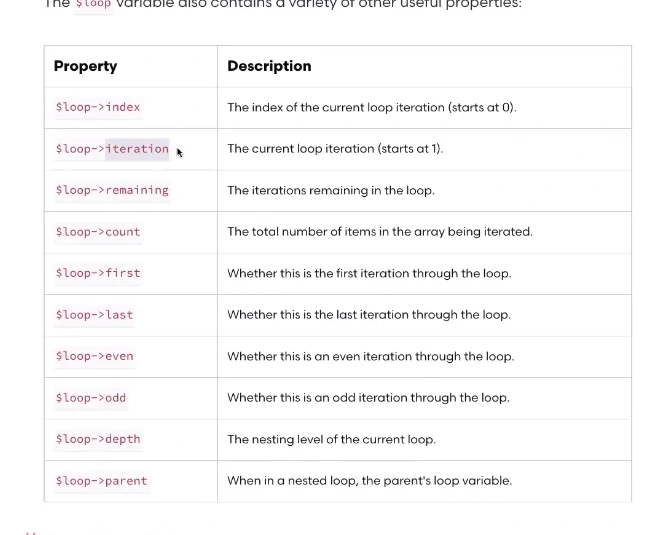 The $loop variable also contains a variety of other useful properties:
Property Description
$loop->index The index of the current loop iteration (starts at 0).
$loop->iteration The current loop iteration (starts at 1).
$loop->remaining The iterations remaining in the loop.
$loop->count The total number of items in the array being iterated.
$loop->first Whether this is the first iteration through the loop.
$loop->last Whether this is the last iteration through the loop.
$loop->even Whether this is an even iteration through the loop.
$loop->odd Whether this is an odd iteration through the loop.
$loop->depth The nesting level of the current loop.
$loop->parent When in a nested loop, the parent's loop variable.